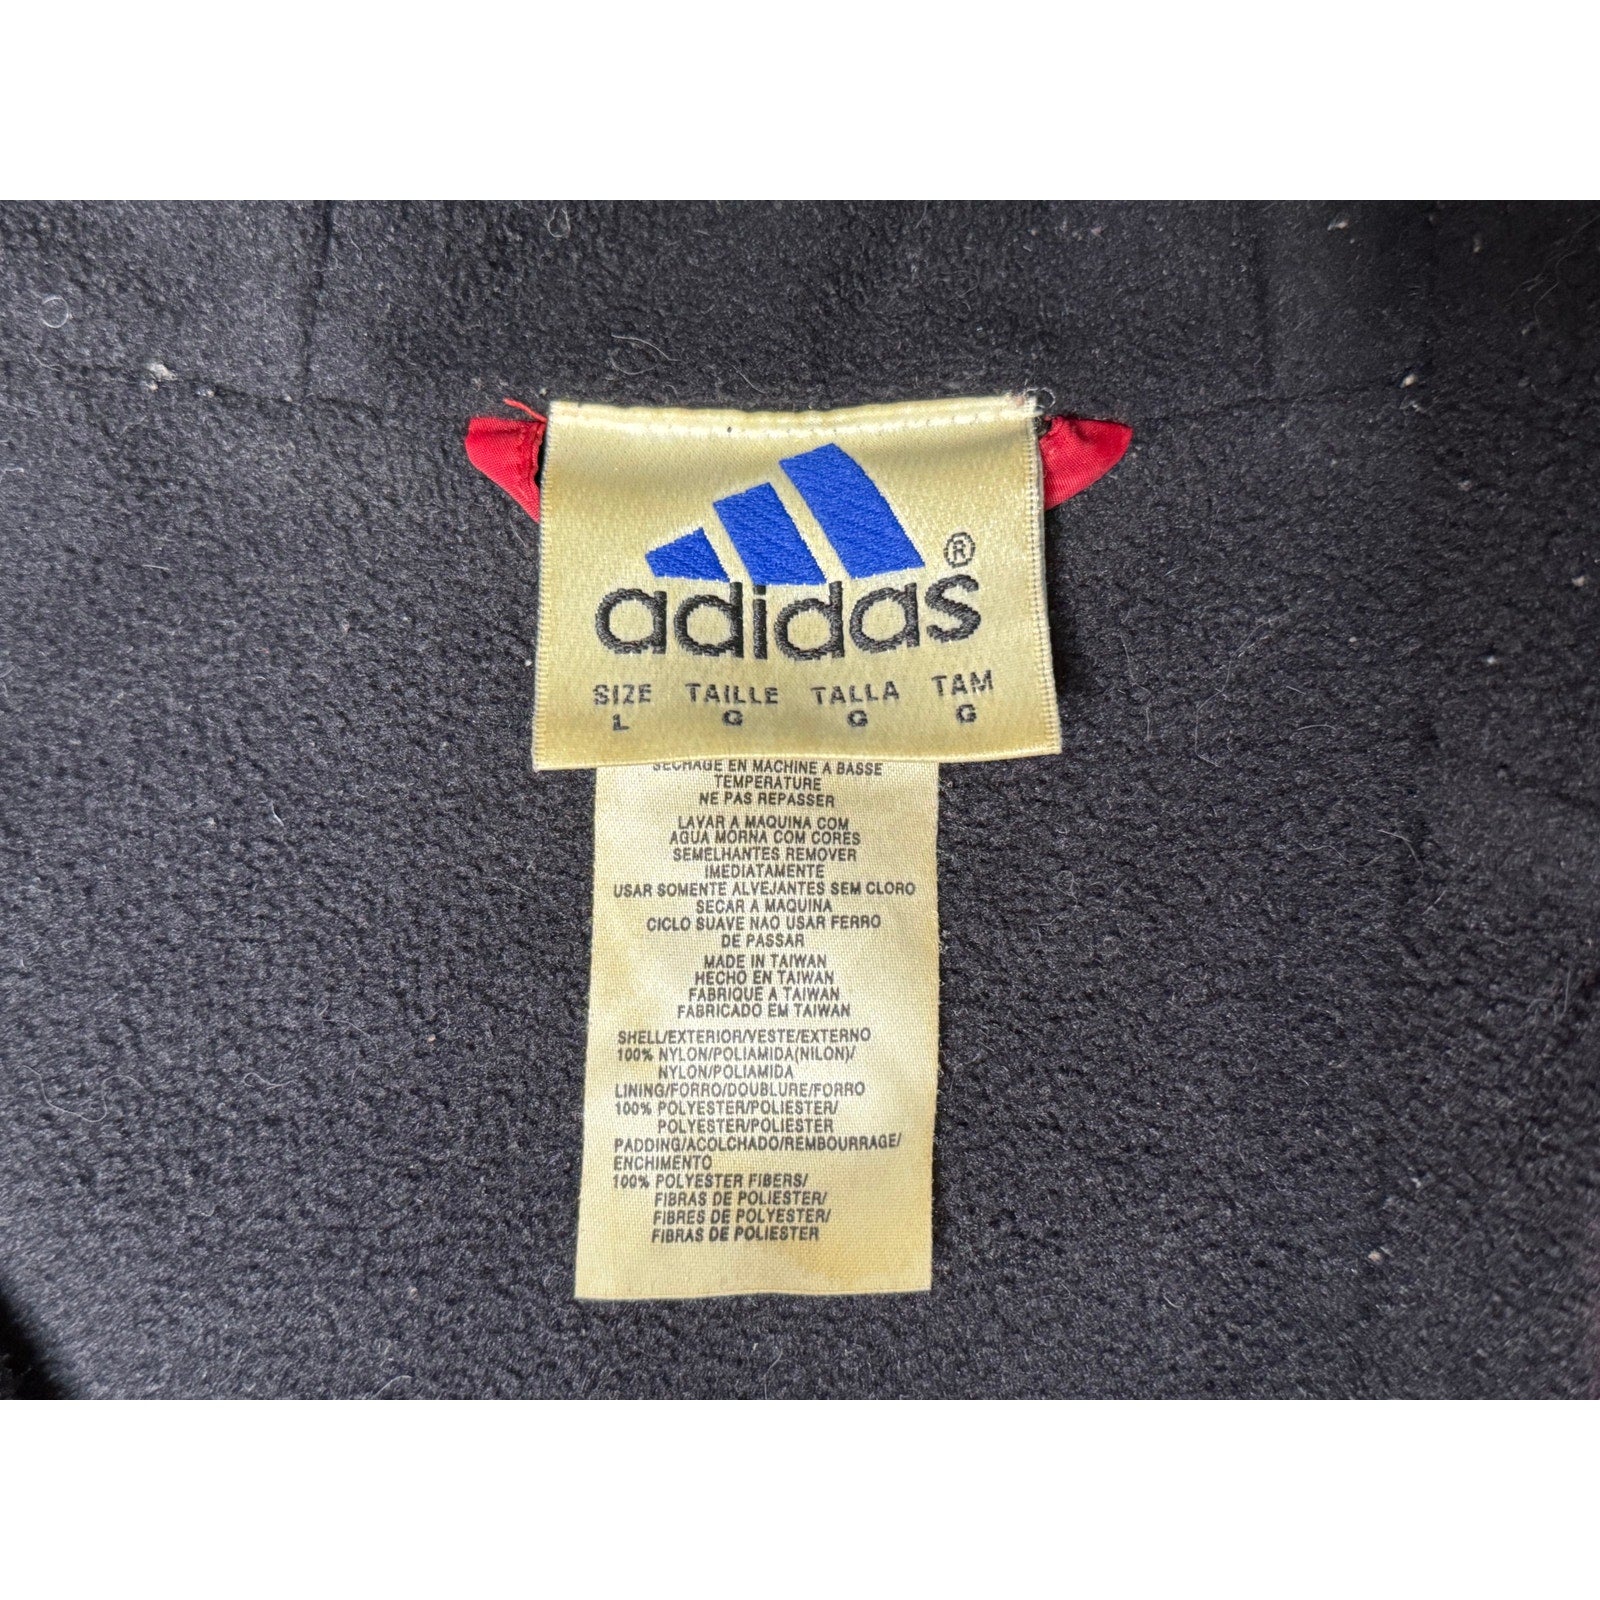 adidas®
SIZE TAILLE TALLA TAM
L G G G
SECHAGE EN MACHINE A BASSE
TEMPERATURE
NE PAS REPASSER
LAVAR A MAQUINA COM
AGUA MORNA COM CORES
SEMELHANTES REMOVER
IMEDIATAMENTE
USAR SOMENTE ALVEJANTES SEM CLORO
SECAR A MAQUINA
CICLO SUAVE NAO USAR FERRO
DE PASSAR
MADE IN TAIWAN
HECHO EN TAIWAN
FABRIQUE A TAIWAN
FABRICADO EM TAIWAN
SHELL/EXTERIOR/VESTE/EXTERNO
100% NYLON/POLIAMIDA(NILON)/
NYLON/POLIAMIDA
LINING/FORRO/DOUBLURE/FORRO
100% POLYESTER/POLIESTER/
POLYESTER/POLIESTER
PADDING/ACOLCHADO/REMBOURRAGE/
ENCHIMENTO
100% POLYESTER FIBERS/
FIBRAS DE POLIESTER/
FIBRES DE POLYESTER/
FIBRAS DE POLIESTER